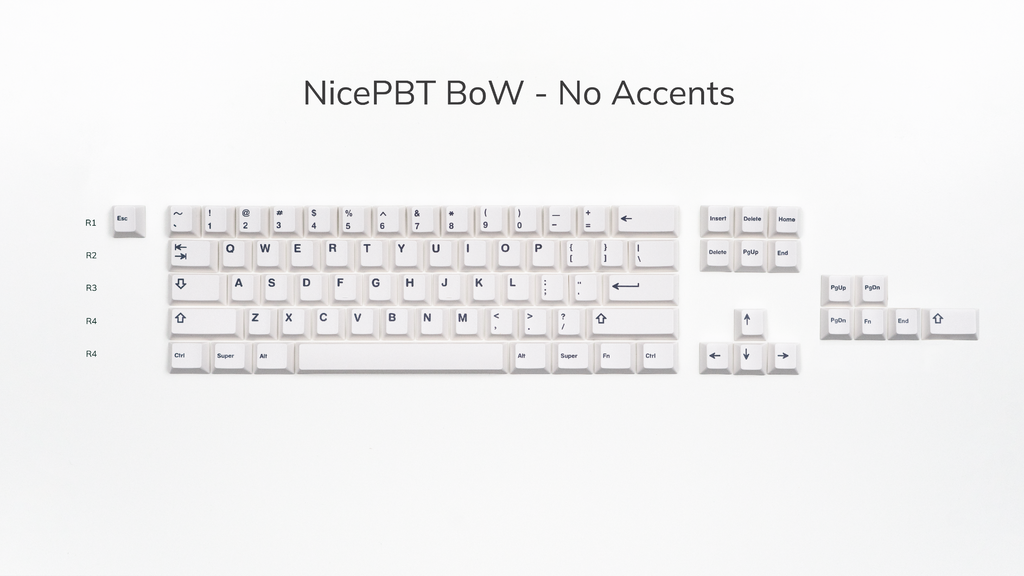 NicePBT BoW - No Accents
R1 Esc ~ ` ! 1 @ 2 # 3 $ 4 % 5 ^ 6 & 7 * 8 ( 9 ) 0 — - + = ← Insert Delete Home
R2 Q W E R T Y U I O P { [ } ] | \ Delete PgUp End
R3 A S D F G H J K L : ; " ' PgUp PgDn
R4 Z X C V B N M < , > . ? / ↑ PgDn Fn End
R4 Ctrl Super Alt Alt Super Fn Ctrl ← ↓ →